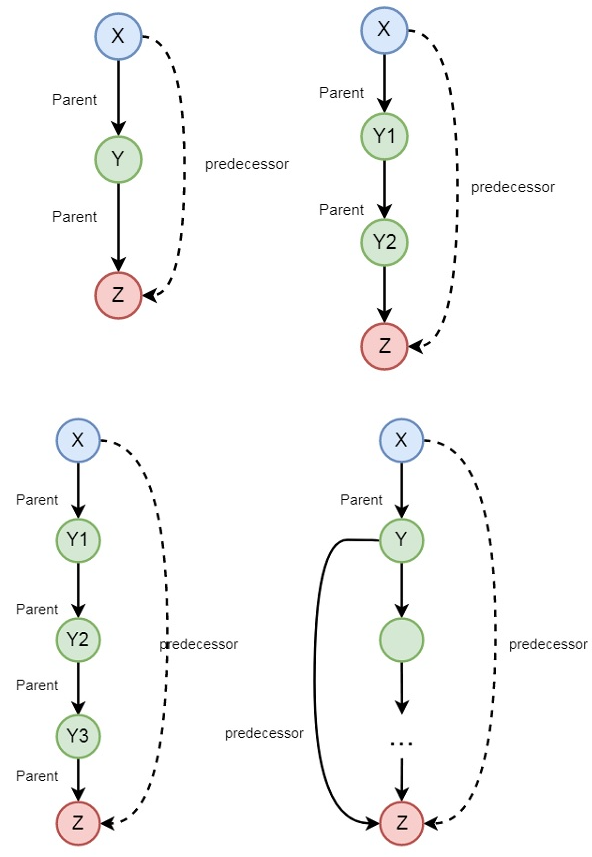 X
Parent
Y
predecessor
Parent
Z
X
Parent
Y1
predecessor
Parent
Y2
Z
X
Parent
Y1
Parent
Y2
predecessor
Parent
Y3
Parent
Z
X
Parent
Y
predecessor
predecessor
...
Z